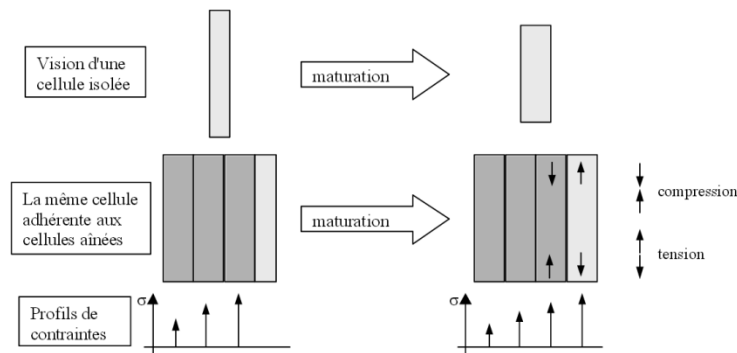 Vision d'une
cellule isolée
maturation
La même cellule
adhérente aux
cellules aînées
maturation
compression
tension
Profils de
contraintes
σ
σ